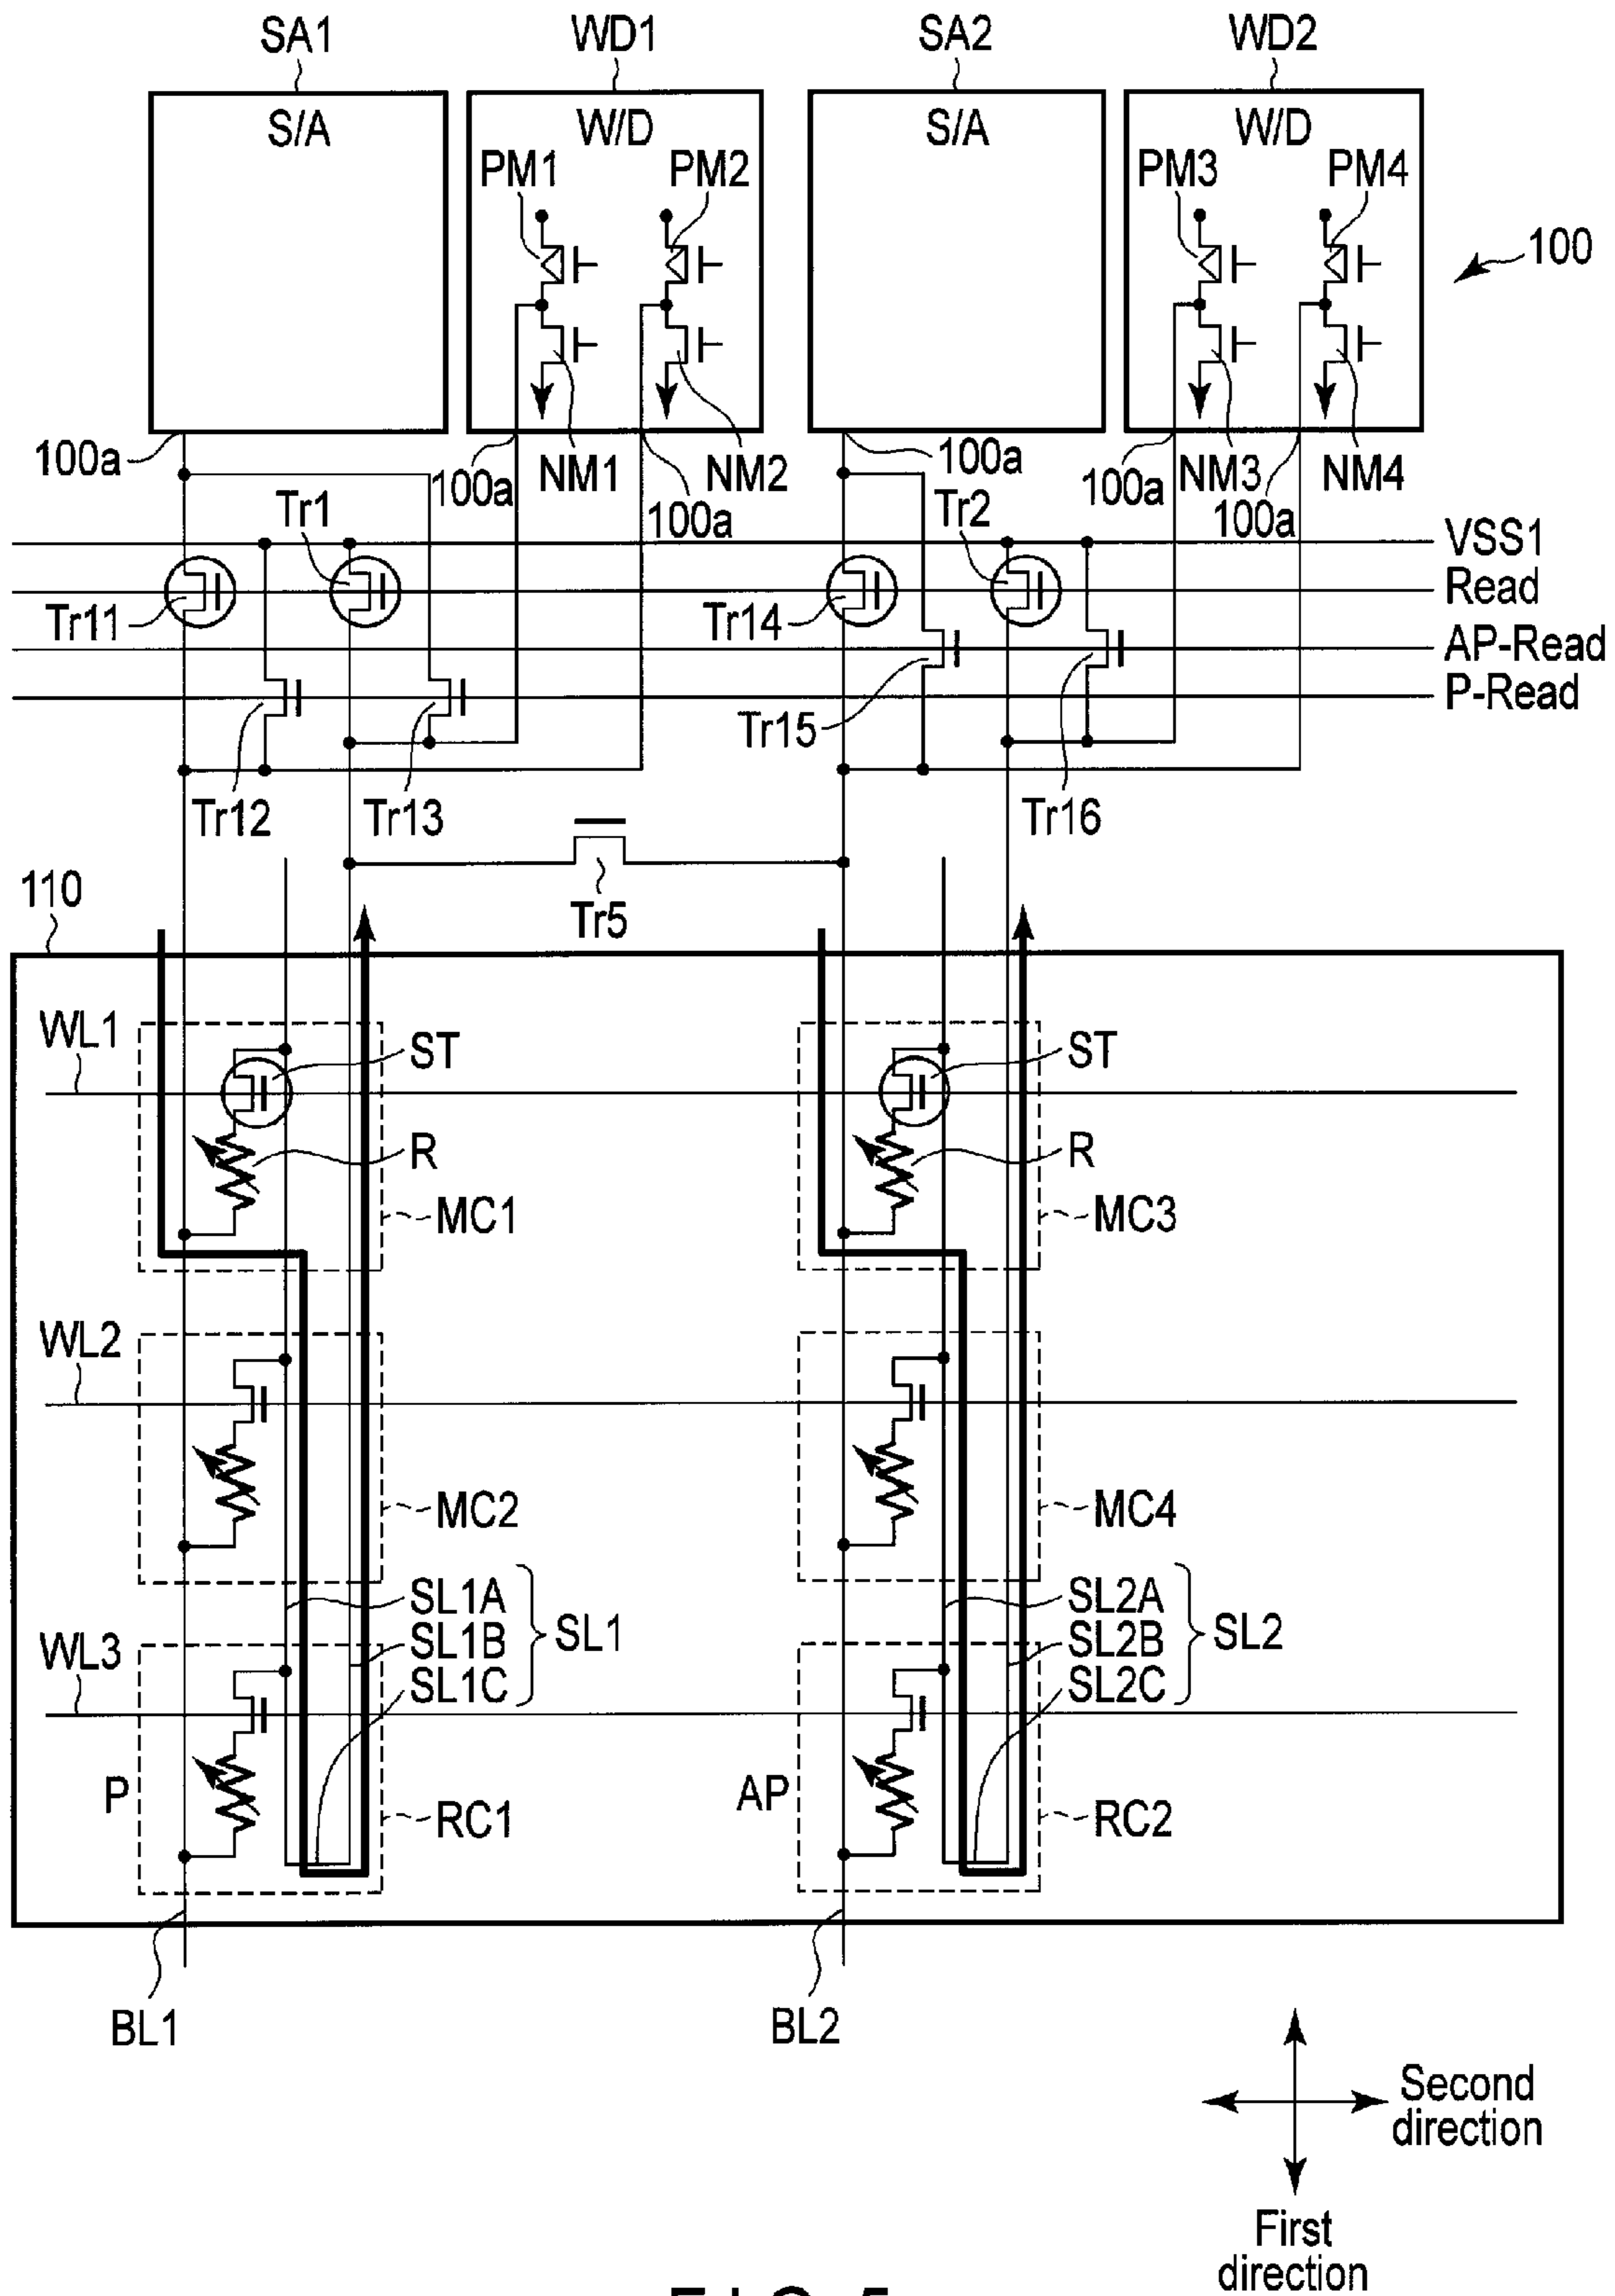 SA1 WD1 SA2 WD2
S/A W/D S/A W/D
PM1 PM2 PM3 PM4
100
100a 100a NM1 NM2 100a 100a NM3 NM4
100a 100a
Tr1 Tr2
VSS1
Read
Tr11 Tr14
AP-Read
P-Read
Tr15
Tr12 Tr13 Tr16
110
Tr5
WL1 ST ST
R R
MC1 MC3
WL2
MC2 MC4
SL1A SL2A
WL3 SL1B SL1 SL2B SL2
SL1C SL2C
P RC1 AP RC2
BL1 BL2
Second
direction
First
direction